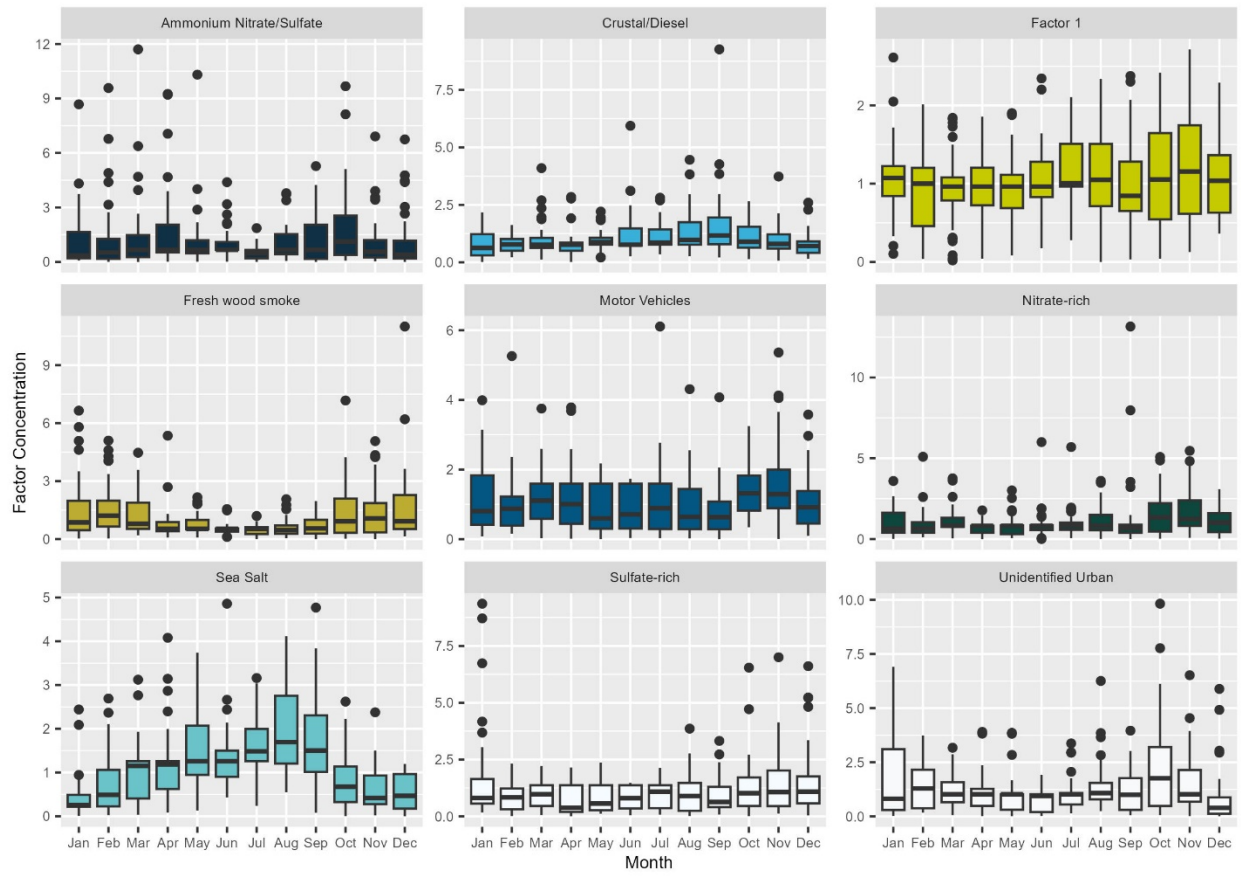 Ammonium Nitrate/Sulfate
Crustal/Diesel
Factor 1
12
9
6
3
0
7.5
5.0
2.5
0.0
2
1
0
Fresh wood smoke
Motor Vehicles
Nitrate-rich
9
6
3
0
6
4
2
0
10
5
0
Sea Salt
Sulfate-rich
Unidentified Urban
5
4
3
2
1
0
7.5
5.0
2.5
0.0
10.0
7.5
5.0
2.5
0.0
Factor Concentration
Jan Feb Mar Apr May Jun Jul Aug Sep Oct Nov Dec
Jan Feb Mar Apr May Jun Jul Aug Sep Oct Nov Dec
Jan Feb Mar Apr May Jun Jul Aug Sep Oct Nov Dec
Month